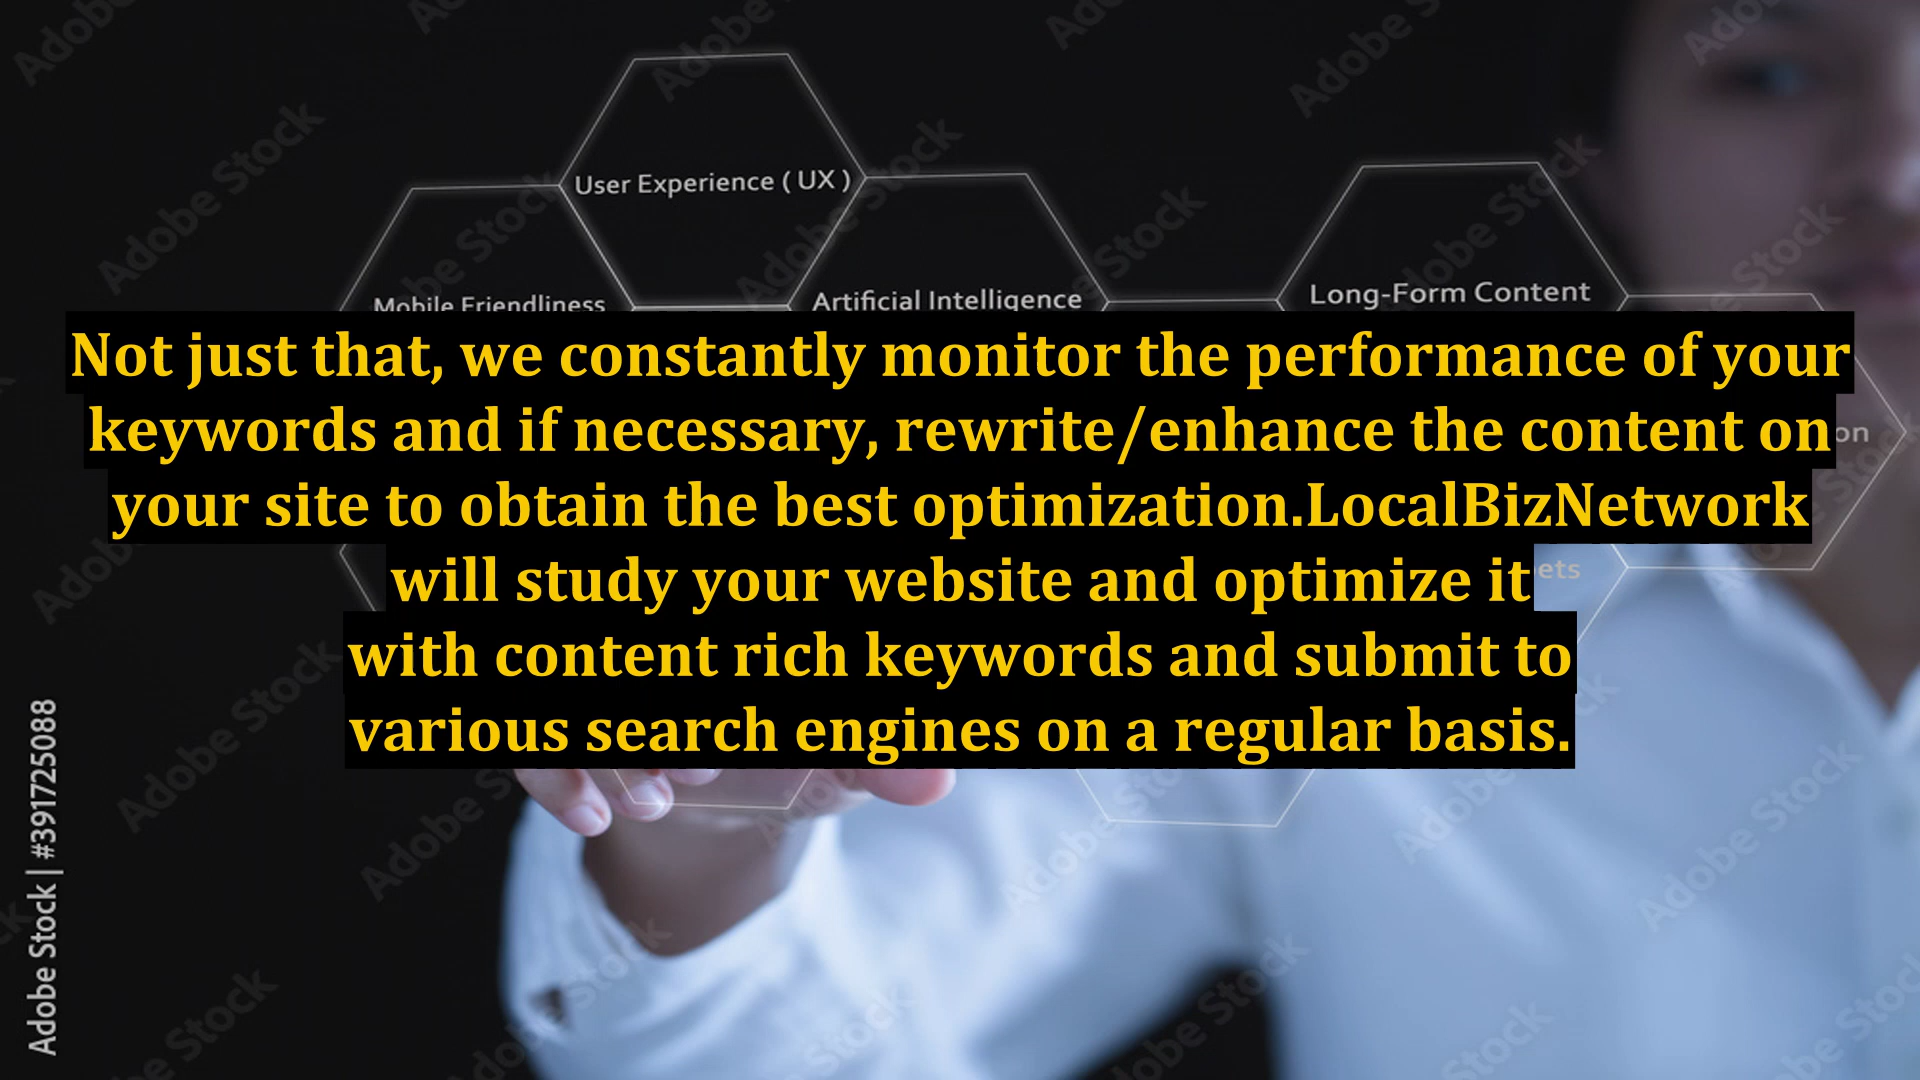 User Experience ( UX )
Mobile Friendliness
Artificial Intelligence
Long-Form Content
Not just that, we constantly monitor the performance of your
keywords and if necessary, rewrite/enhance the content on
your site to obtain the best optimization.LocalBizNetwork
will study your website and optimize it
with content rich keywords and submit to
various search engines on a regular basis.
Adobe Stock | #391725088
Adobe Stock